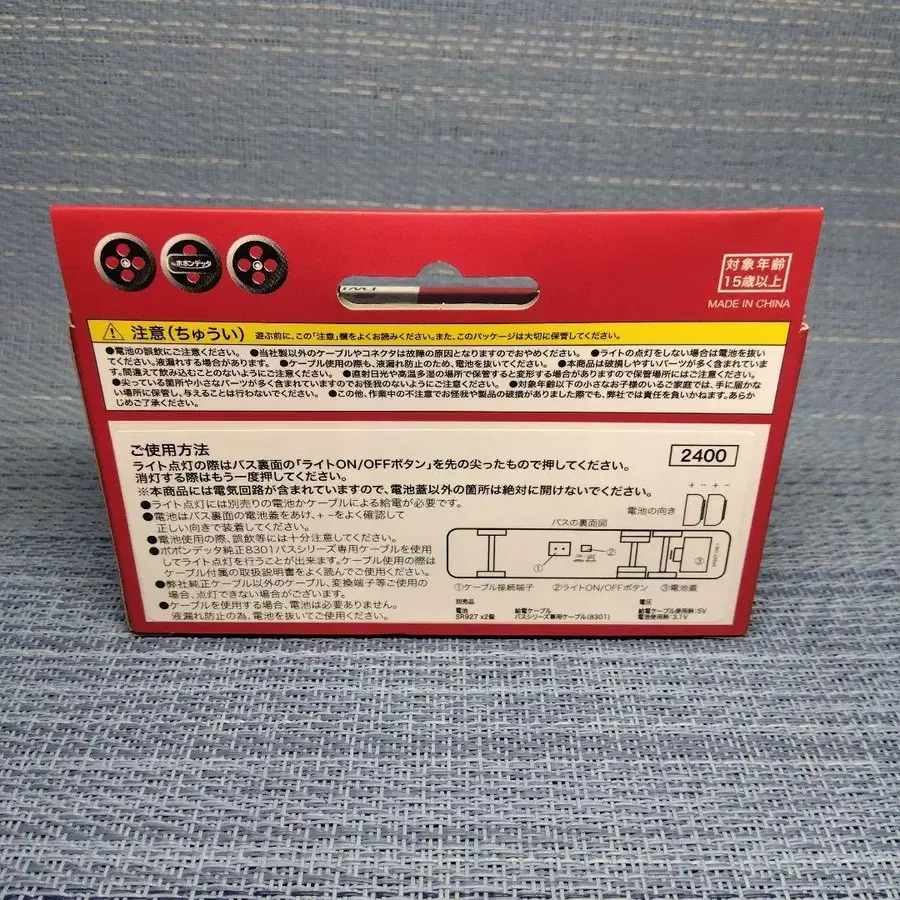 ポポンデッタ
対象年齢
15歳以上
MADE IN CHINA
注意(ちゅうい) 遊ぶ前に、この「注意」欄をよくお読みください。また、このパッケージは大切に保管してください。
●電池の誤飲にご注意ください。 ●当社製以外のケーブルやコネクタは故障の原因となりますのでおやめください。 ●ライトの点灯をしない場合は電池を抜い
てください。液漏れする場合があります。 ●ケーブル使用の際も、液漏れ防止のため、電池を抜いてください。 ●本商品は破損しやすいパーツが多く含まれていま
す。間違えて飲み込むことのないようにご注意ください。 ●直射日光や高温多湿の場所で保管すると変形する場合がありますので保管場所にはご注意ください。
●尖っている箇所や小さなパーツが多く含まれていますのでお怪我のないようにご注意ください。 ●対象年齢以下の小さなお子様のいるご家庭では、手に届かな
い場所に保管し、与えることは行わないでください。 ●この他、作業中の不注意でお怪我や製品の破損がありました際でも、弊社では責任を負いかねます。あらか
じめご了承ください。
ご使用方法
2400
ライト点灯の際はバス裏面の「ライトON/OFFボタン」を先の尖ったもので押してください。
消灯する際はもう一度押してください。
※本商品には電気回路が含まれていますので、電池蓋以外の箇所は絶対に開けないでください。
●ライト点灯には別売りの電池かケーブルによる給電が必要です。
●電池はバス裏面の電池蓋をあけ、+ -をよく確認して
正しい向きで装着してください。
●電池使用の際、誤飲等には十分注意してください。
●ポポンデッタ純正8301バスシリーズ専用ケーブルを使用
してライト点灯を行うことが出来ます。ケーブル使用の際は
ケーブル付属の取扱説明書をよく読んでご使用ください。
●弊社純正ケーブル以外のケーブル、変換端子等ご使用の
場合、点灯できない場合がございます。
●ケーブルを使用する場合、電池は必要ありません。
液漏れ防止の為、電池を抜いてご使用ください。
+ - + -
電池の向き
バスの裏面図
① ② ③
①ケーブル接続端子 ②ライトON/OFFボタン ③電池蓋
別売品
電池
SR927 x2個
給電ケーブル
バスシリーズ専用ケーブル(8301)
電圧
給電ケーブル使用時:5V
電池使用時:3.1V